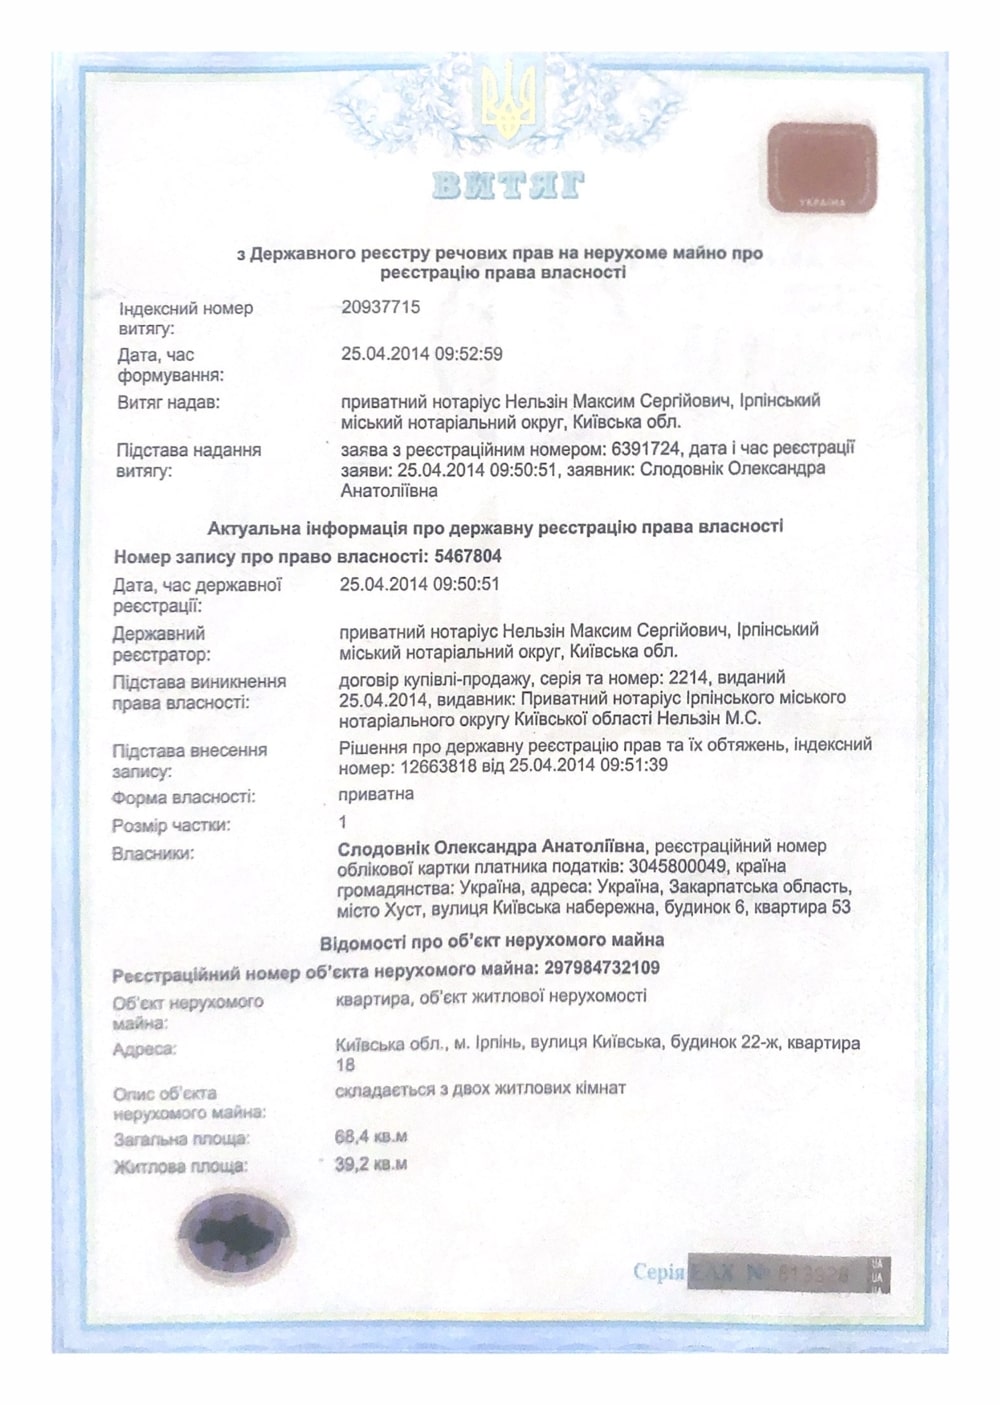 ВИТЯГ
УКРАЇНА
з Державного реєстру речових прав на нерухоме майно про
реєстрацію права власності
Індексний номер 20937715
витягу:
Дата, час 25.04.2014 09:52:59
формування:
Витяг надав: приватний нотаріус Нельзін Максим Сергійович, Ірпінський
міський нотаріальний округ, Київська обл.
Підстава надання заява з реєстраційним номером: 6391724, дата і час реєстрації
витягу: заяви: 25.04.2014 09:50:51, заявник: Слодовнік Олександра
Анатоліївна
Актуальна інформація про державну реєстрацію права власності
Номер запису про право власності: 5467804
Дата, час державної 25.04.2014 09:50:51
реєстрації:
Державний приватний нотаріус Нельзін Максим Сергійович, Ірпінський
реєстратор: міський нотаріальний округ, Київська обл.
Підстава виникнення договір купівлі-продажу, серія та номер: 2214, виданий
права власності: 25.04.2014, видавник: Приватний нотаріус Ірпінського міського
нотаріального округу Київської області Нельзін М.С.
Підстава внесення Рішення про державну реєстрацію прав та їх обтяжень, індексний
запису: номер: 12663818 від 25.04.2014 09:51:39
Форма власності: приватна
Розмір частки: 1
Власники: Слодовнік Олександра Анатоліївна, реєстраційний номер
облікової картки платника податків: 3045800049, країна
громадянства: Україна, адреса: Україна, Закарпатська область,
місто Хуст, вулиця Київська набережна, будинок 6, квартира 53
Відомості про об'єкт нерухомого майна
Реєстраційний номер об'єкта нерухомого майна: 297984732109
Об'єкт нерухомого квартира, об'єкт житлової нерухомості
майна:
Адреса: Київська обл., м. Ірпінь, вулиця Київська, будинок 22-ж, квартира
18
Опис об'єкта складається з двох житлових кімнат
нерухомого майна:
Загальна площа: 68,4 кв.м
Житлова площа: 39,2 кв.м
Серія №
UA
UA
UA